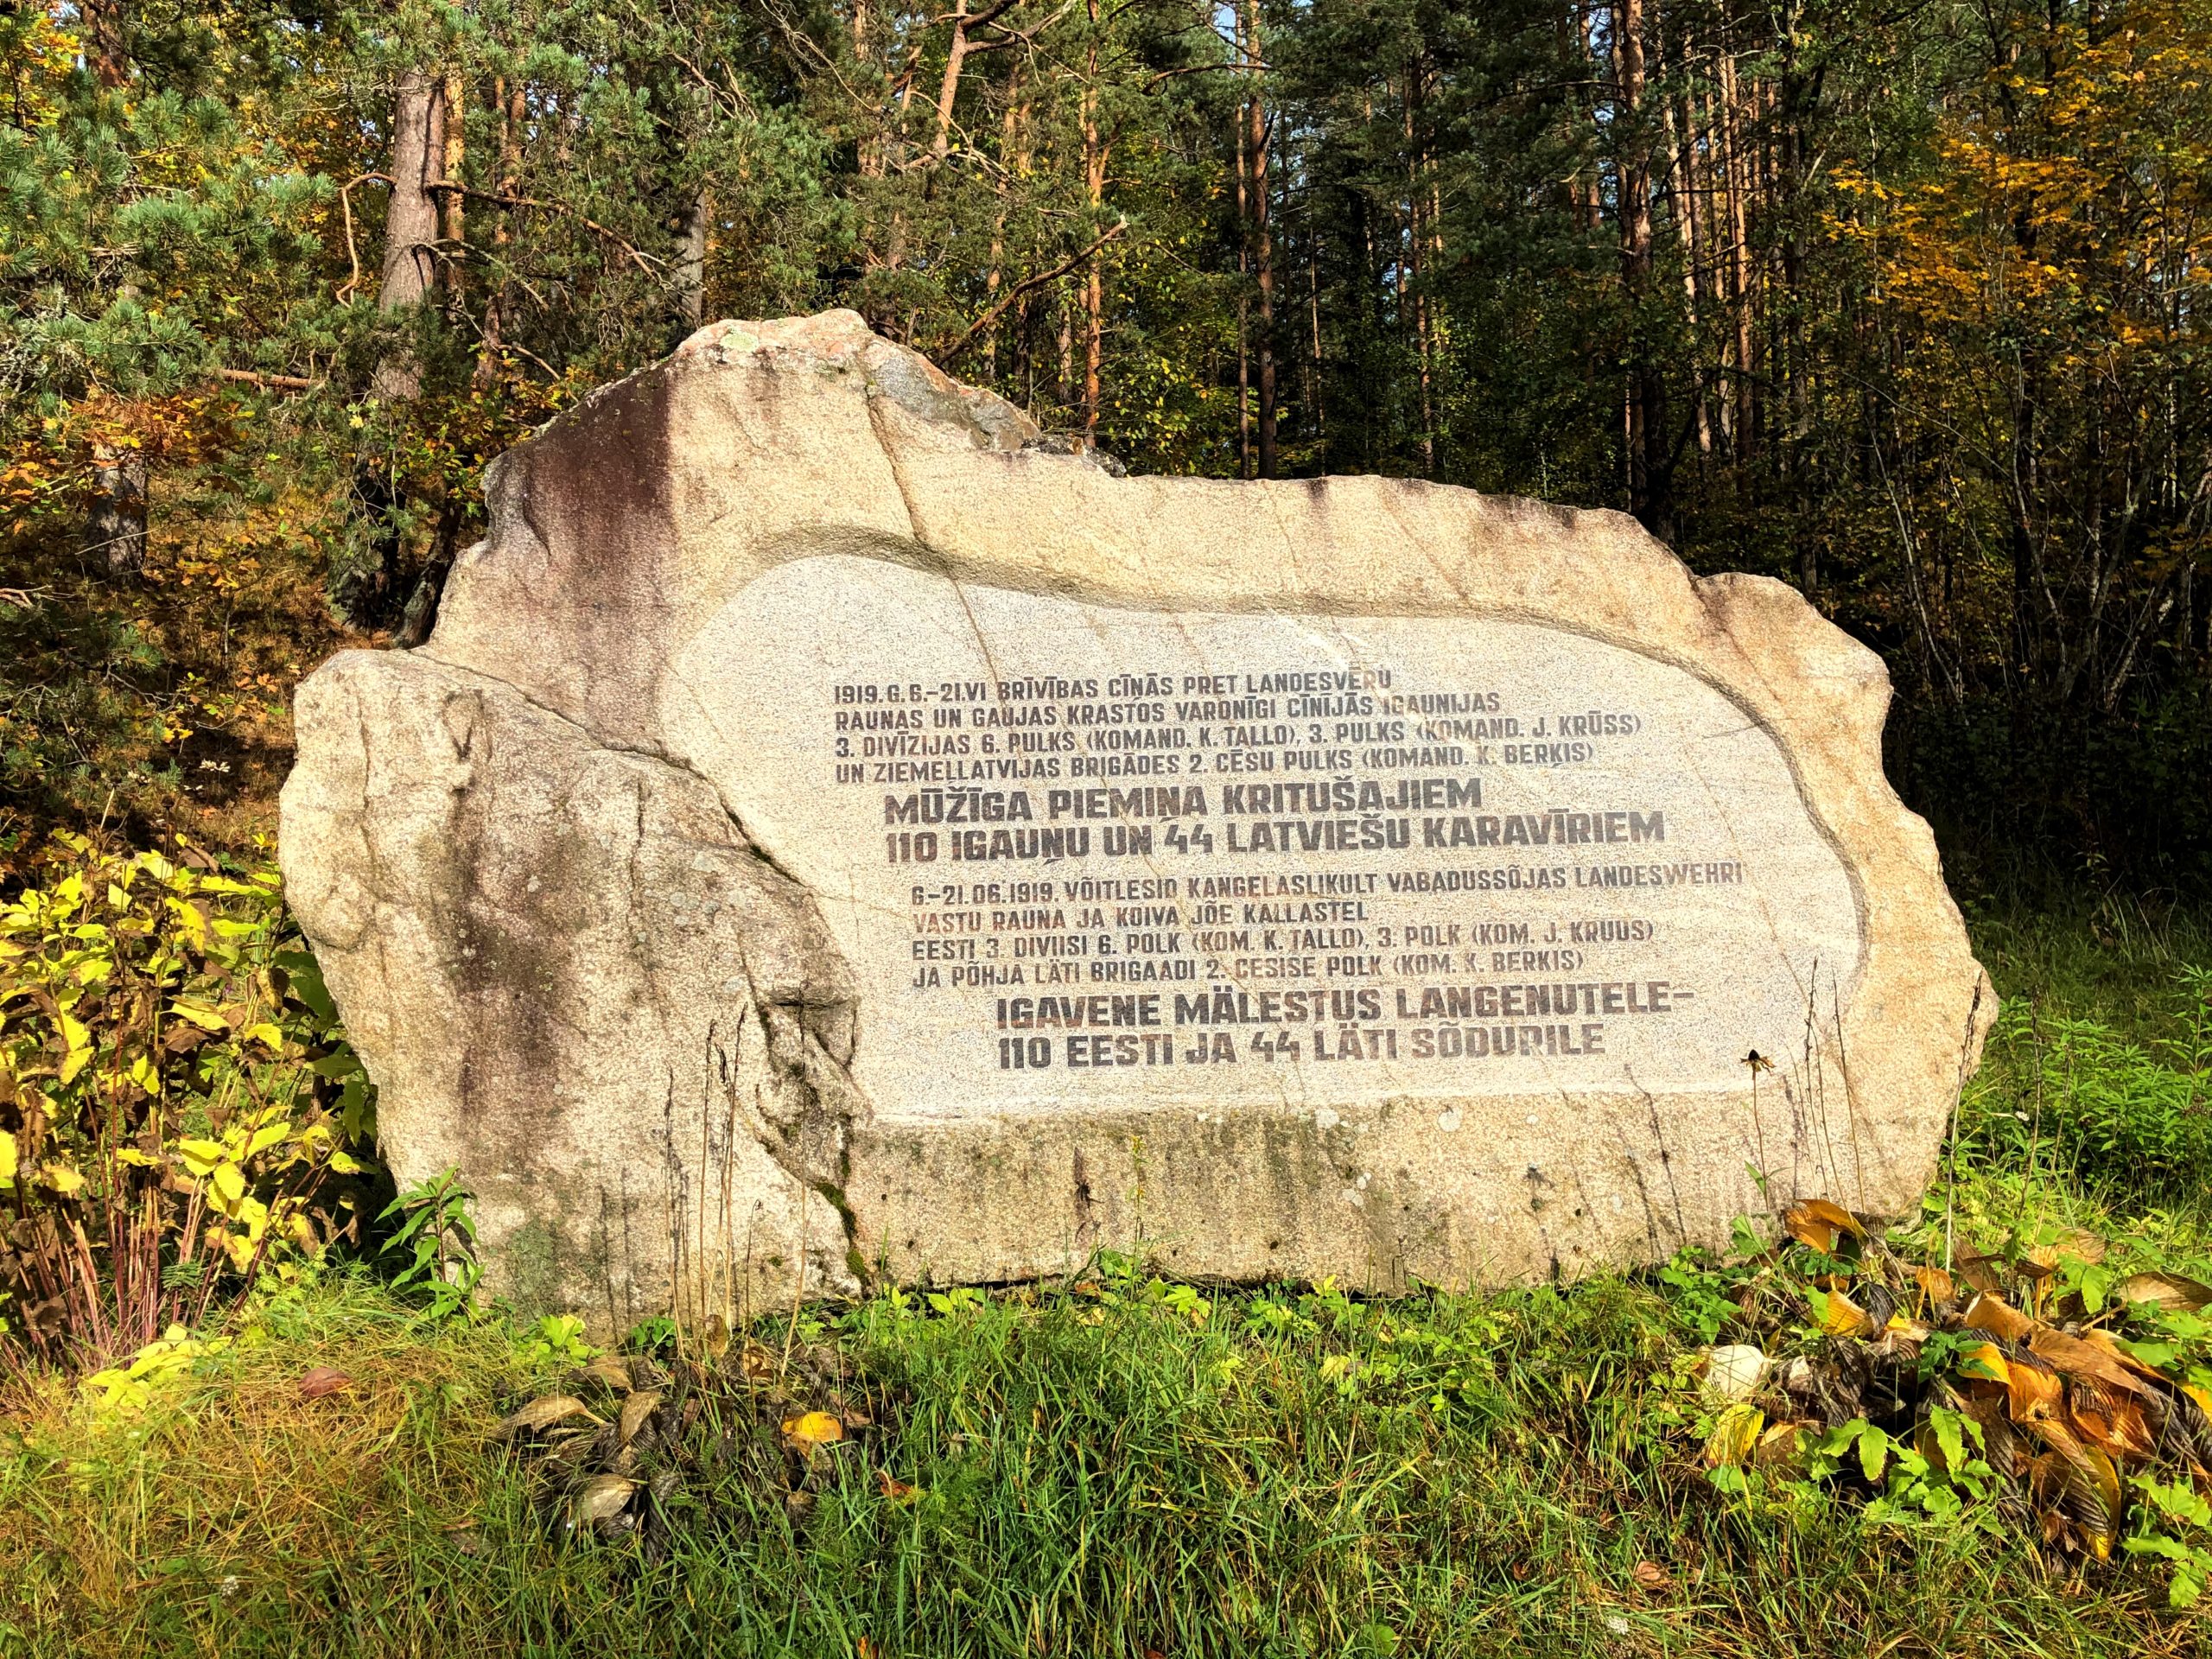 1919. G. 6.-21.VI BRĪVĪBAS CĪŅĀS PRET LANDESVĒRU
RAUNAS UN GAUJAS KRASTOS VAROŅĪGI CĪNĪJĀS IGAUNIJAS
3. DIVĪZIJAS 6. PULKS (KOMAND. K. TALLO), 3. PULKS (KOMAND. J. KRŪSS)
UN ZIEMEĻLATVIJAS BRIGĀDES 2. CĒSU PULKS (KOMAND. K. BERĶIS)
MŪŽĪGA PIEMIŅA KRITUŠAJIEM
110 IGAUŅU UN 44 LATVIEŠU KARAVĪRIEM
6-21.06.1919. VÕITLESID KANGELASLIKULT VABADUSSÕJAS LANDESWEHRI
VASTU RAUNA JA KOIVA JÕE KALLASTEL
EESTI 3. DIVIISI 6. POLK (KOM. K. TALLO), 3. POLK (KOM. J. KRUUS)
JA PÕHJA LÄTI BRIGAADI 2. CESISE POLK (KOM. K. BERKIS)
IGAVENE MÄLESTUS LANGENUTELE-
110 EESTI JA 44 LÄTI SÕDURILE